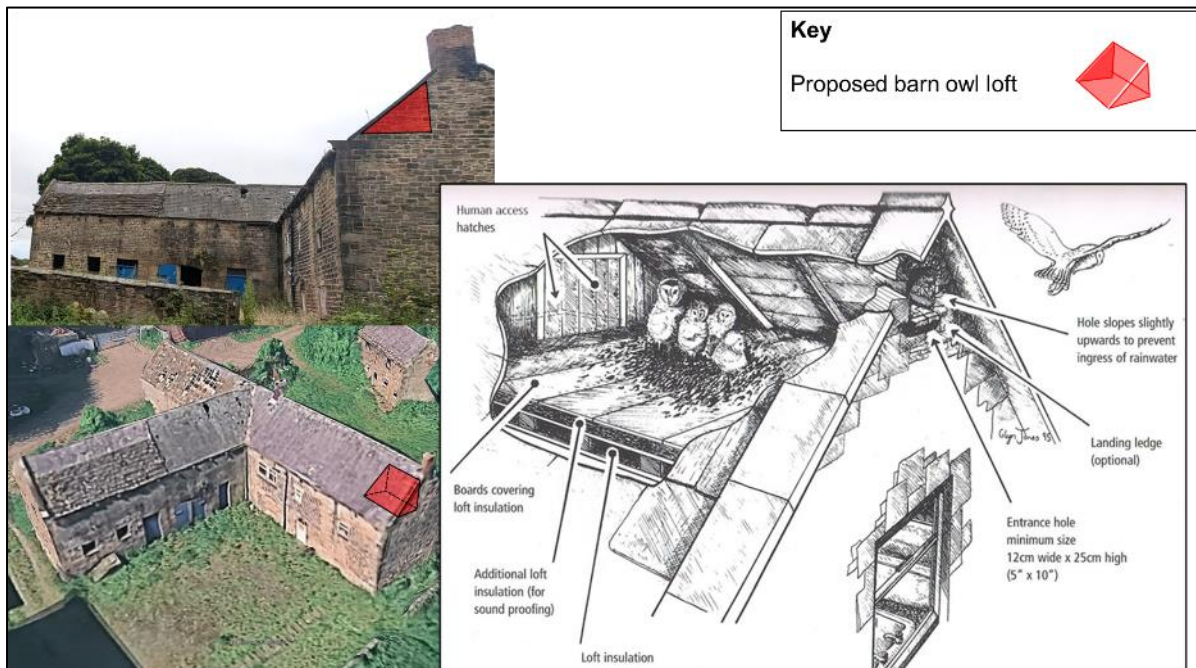 Key
Proposed barn owl loft
Human access
hatches
Hole slopes slightly
upwards to prevent
ingress of rainwater
Landing ledge
(optional)
Entrance hole
minimum size
12cm wide x 25cm high
(5" x 10")
Boards covering
loft insulation
Additional loft
insulation (for
sound proofing)
Loft insulation